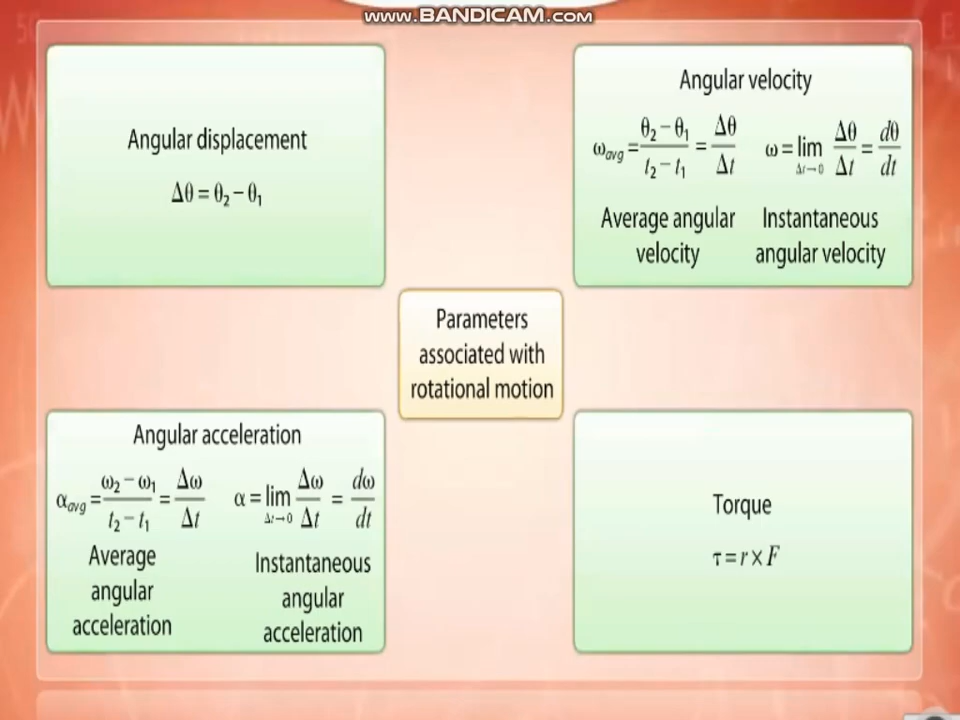 WWW.BANDICAM.COM
Angular displacement
Δθ = θ₂ − θ₁
Angular velocity
ω_avg = (θ₂ − θ₁)/(t₂ − t₁) = Δθ/Δt
ω = lim Δt→0 Δθ/Δt = dθ/dt
Average angular
velocity
Instantaneous
angular velocity
Parameters
associated with
rotational motion
Angular acceleration
α_avg = (ω₂ − ω₁)/(t₂ − t₁) = Δω/Δt
α = lim Δt→0 Δω/Δt = dω/dt
Average
angular
acceleration
Instantaneous
angular
acceleration
Torque
τ = r × F